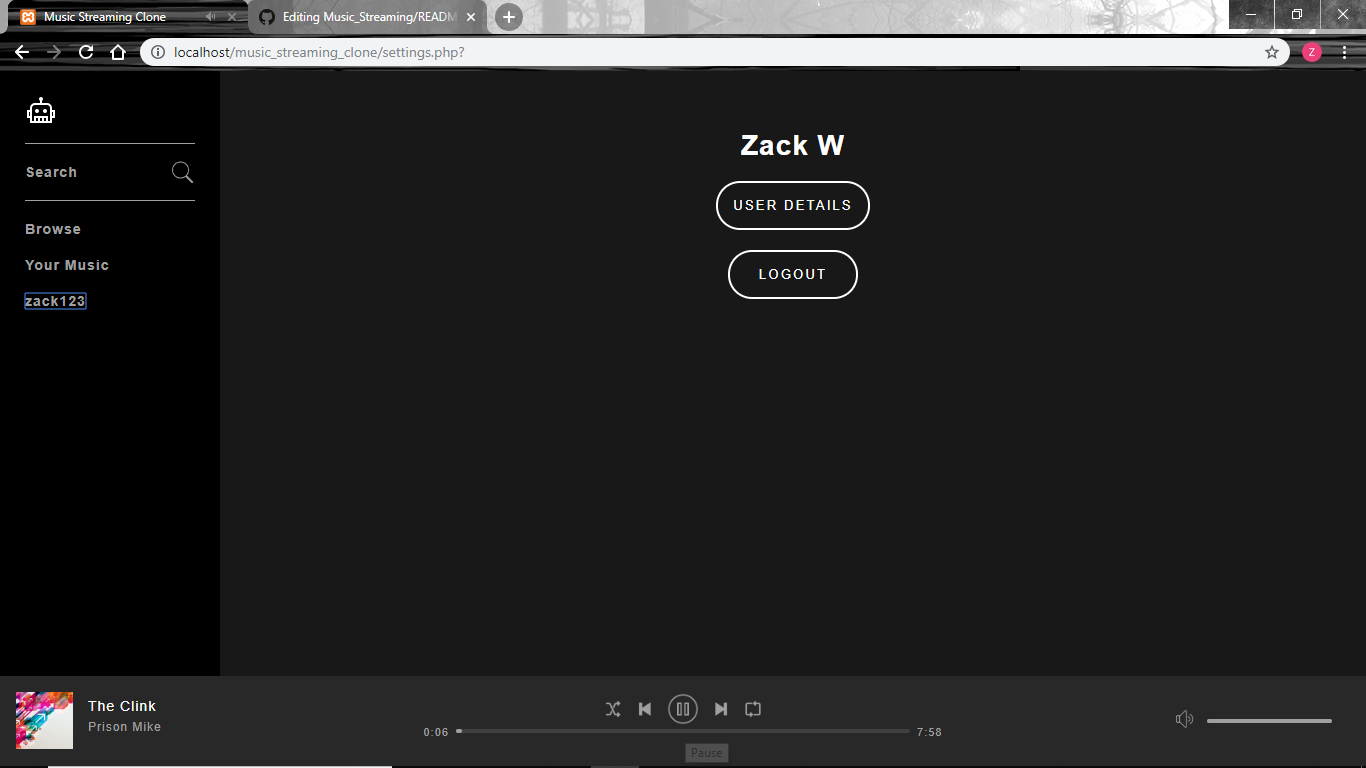 Music Streaming Clone
Editing Music_Streaming/READM
localhost/music_streaming_clone/settings.php?
Z
Search
Browse
Your Music
zack123
Zack W
USER DETAILS
LOGOUT
The Clink
Prison Mike
0:06
7:58
Pause